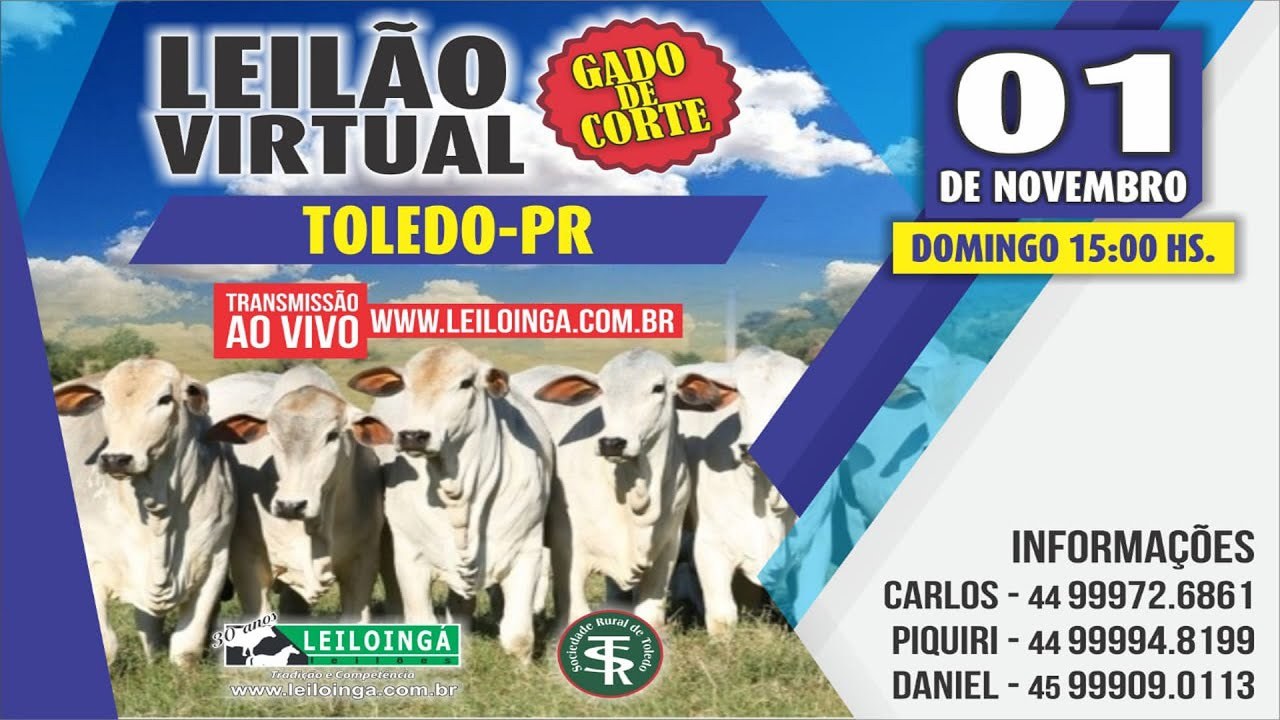 LEILÃO
VIRTUAL
GADO
DE
CORTE
TOLEDO-PR
01
DE NOVEMBRO
DOMINGO 15:00 HS.
TRANSMISSÃO
AO VIVO
WWW.LEILOINGA.COM.BR
INFORMAÇÕES
CARLOS - 44 99972.6861
PIQUIRI - 44 99994.8199
DANIEL - 45 99909.0113
30 anos
LEILOINGÁ
leilões
Tradição e Competência
www.leiloinga.com.br
Sociedade Rural de Toledo
SRT